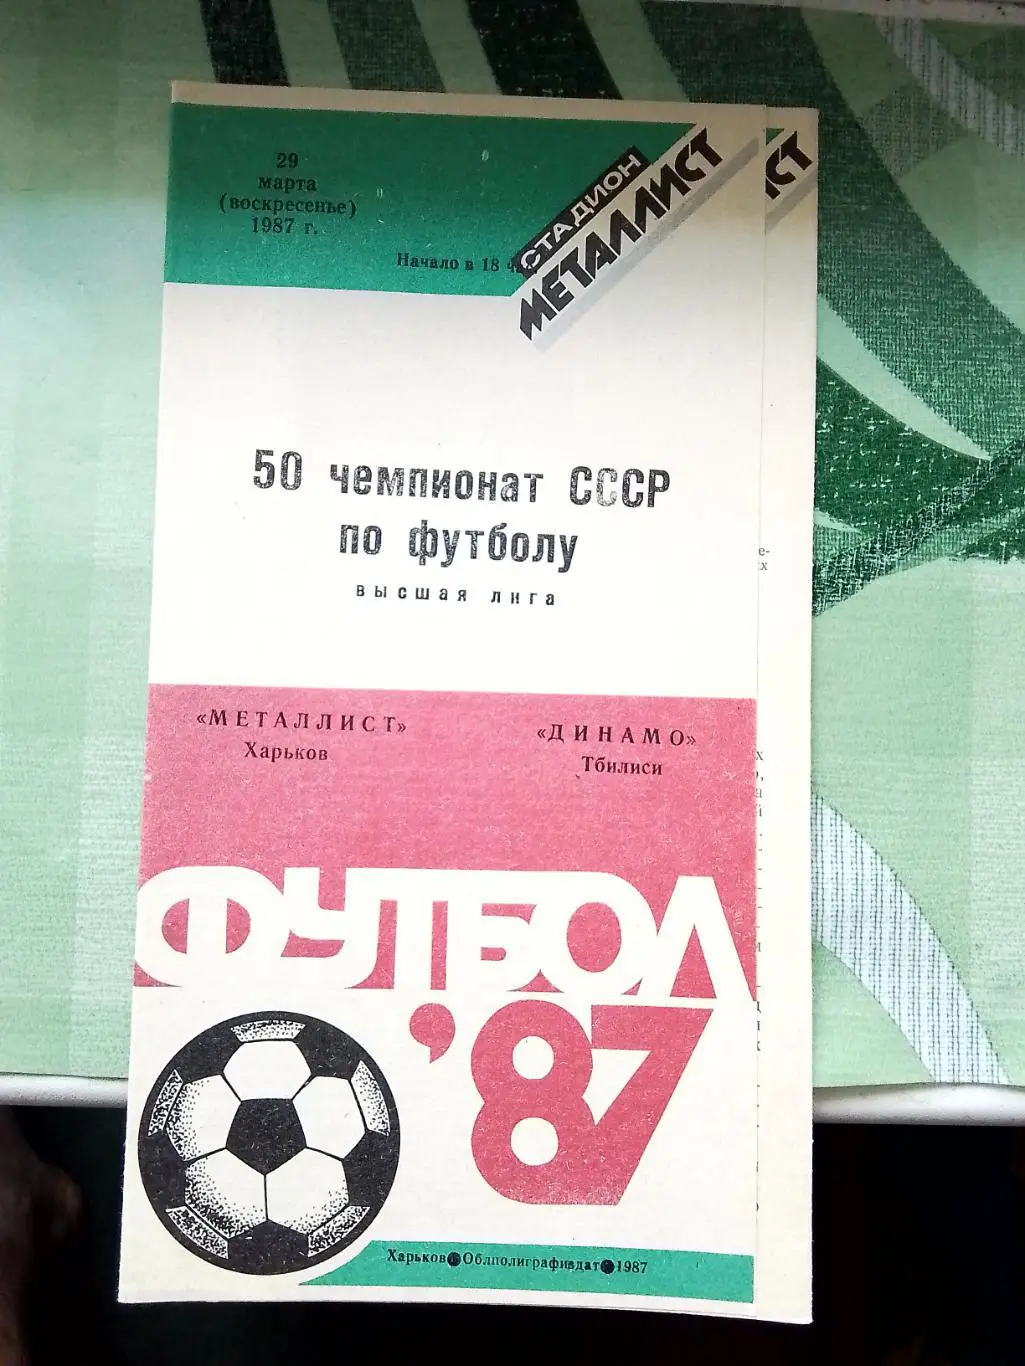 29
марта
(воскресенье)
1987 г.
Начало в 18 ч
СТАДИОН
МЕТАЛЛИСТ
ИСТ
50 чемпионат СССР
по футболу
высшая лига
«МЕТАЛЛИСТ»
Харьков
«ДИНАМО»
Тбилиси
ФУТБОЛ
'87
Харьков ● Облполиграфиздат ● 1987